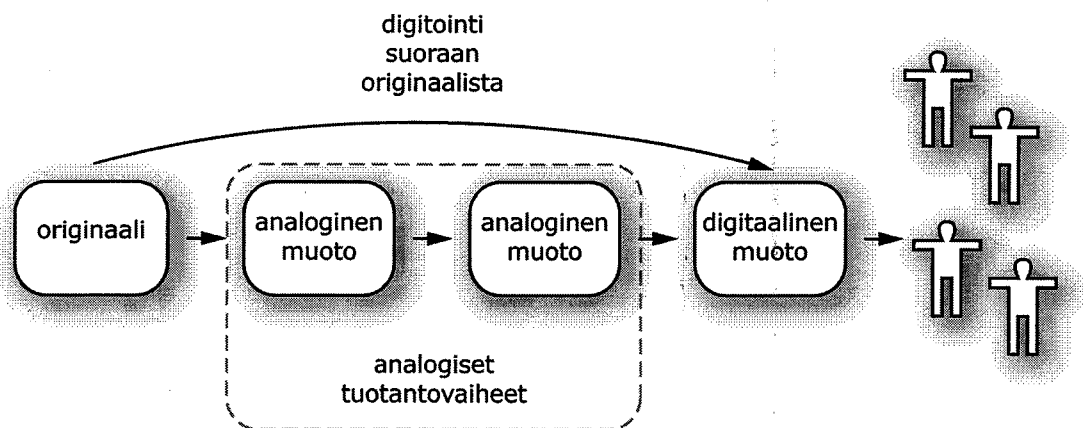 digitointi
suoraan
originaalista
originaali
analoginen
muoto
analoginen
muoto
digitaalinen
muoto
analogiset
tuotantovaiheet